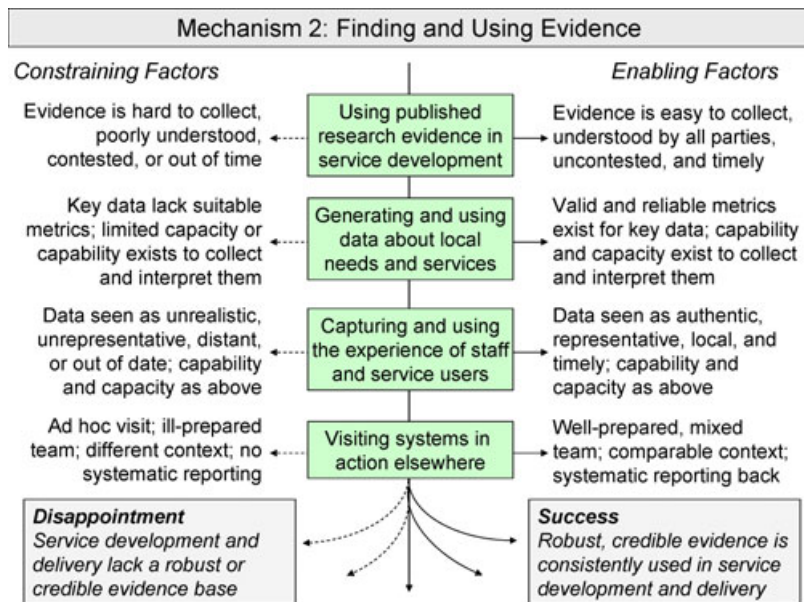 Mechanism 2: Finding and Using Evidence
Constraining Factors
Enabling Factors
Evidence is hard to collect,
poorly understood,
contested, or out of time
Using published
research evidence in
service development
Evidence is easy to collect,
understood by all parties,
uncontested, and timely
Key data lack suitable
metrics; limited capacity or
capability exists to collect
and interpret them
Generating and using
data about local
needs and services
Valid and reliable metrics
exist for key data; capability
and capacity exist to collect
and interpret them
Data seen as unrealistic,
unrepresentative, distant,
or out of date; capability
and capacity as above
Capturing and using
the experience of staff
and service users
Data seen as authentic,
representative, local, and
timely; capability and
capacity as above
Ad hoc visit; ill-prepared
team; different context; no
systematic reporting
Visiting systems in
action elsewhere
Well-prepared, mixed
team; comparable context;
systematic reporting back
Disappointment
Service development and
delivery lack a robust or
credible evidence base
Success
Robust, credible evidence is
consistently used in service
development and delivery